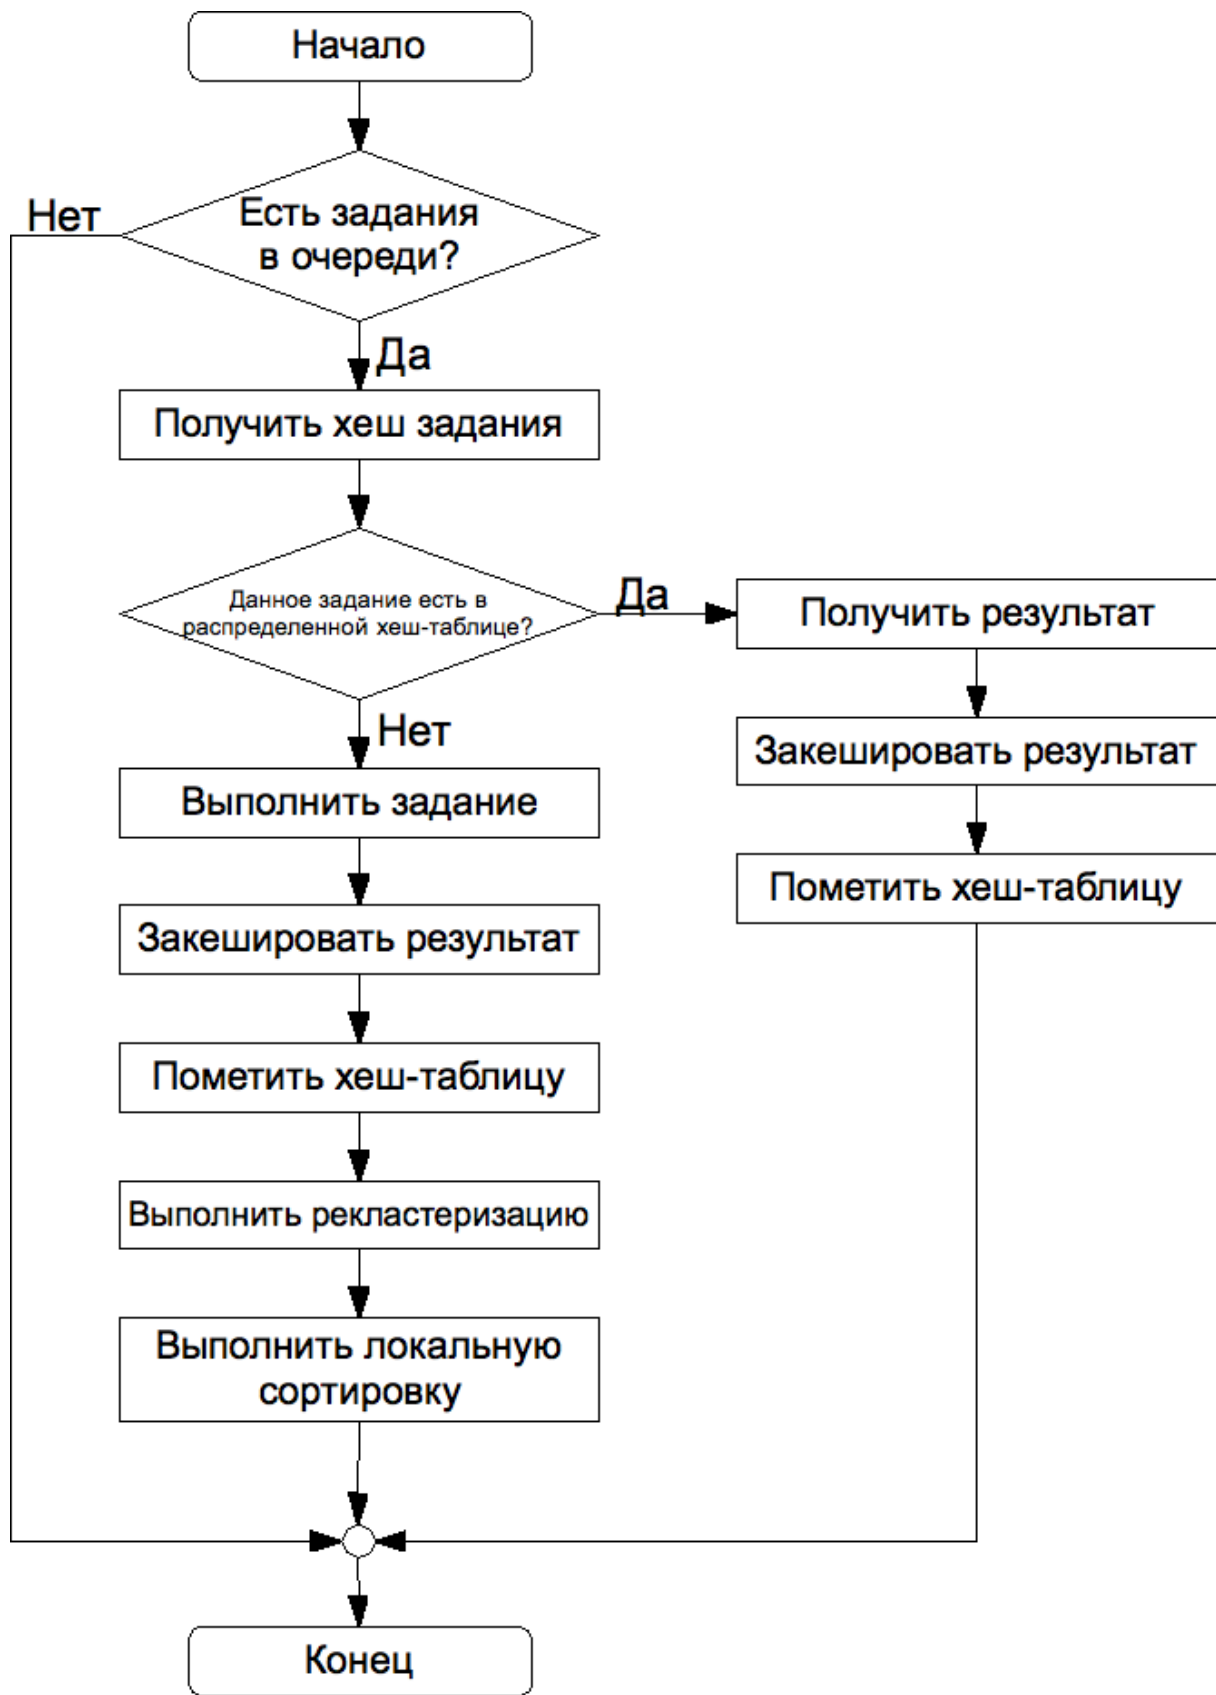 Начало
Нет
Есть задания
в очереди?
Да
Получить хеш задания
Данное задание есть в
распределенной хеш-таблице?
Да
Получить результат
Нет
Закешировать результат
Выполнить задание
Пометить хеш-таблицу
Закешировать результат
Пометить хеш-таблицу
Выполнить рекластеризацию
Выполнить локальную
сортировку
Конец